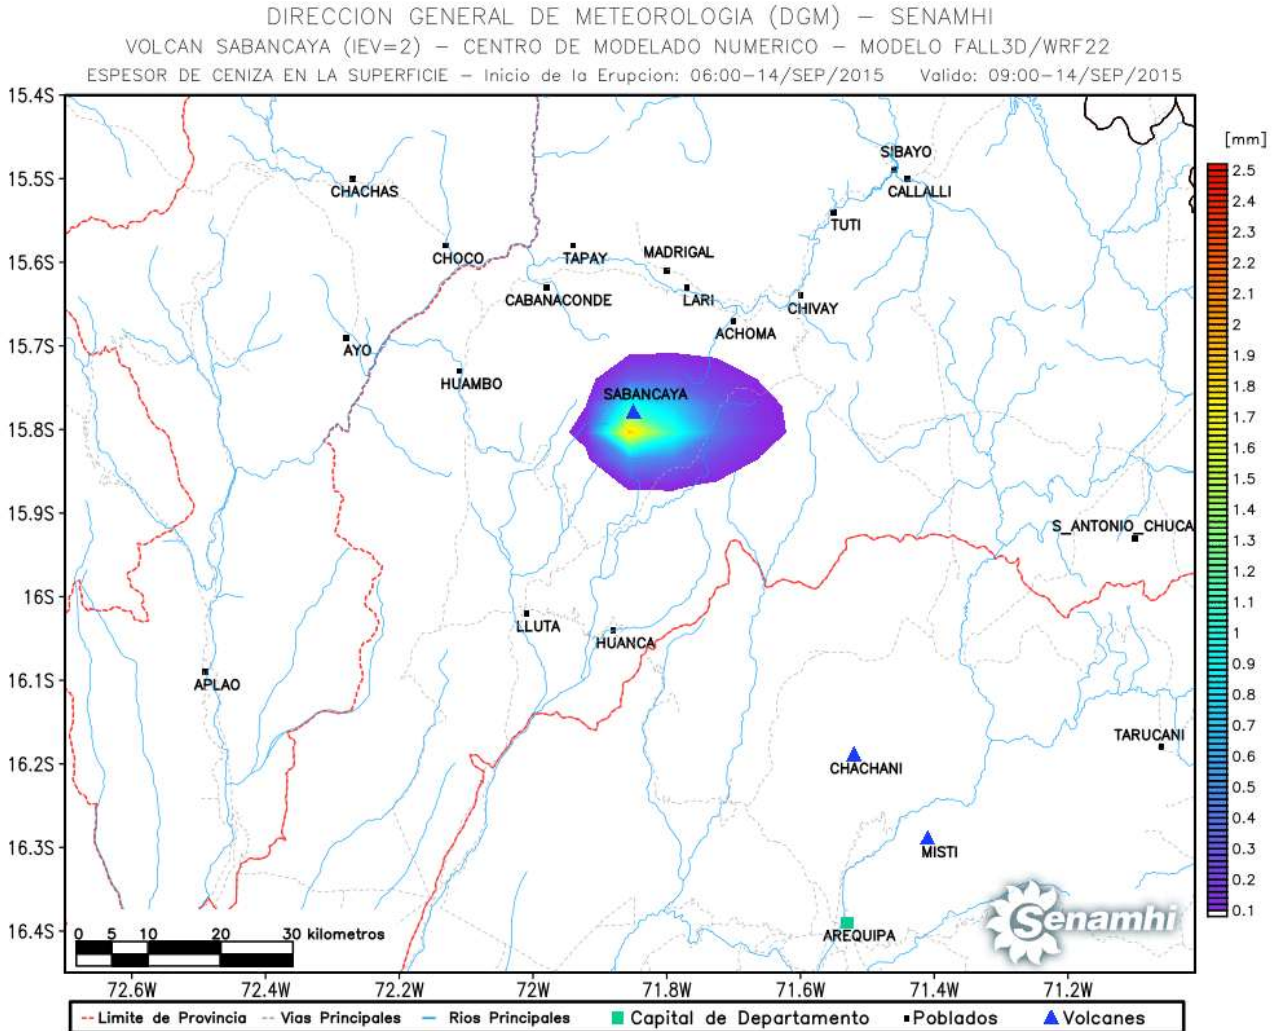 DIRECCION GENERAL DE METEOROLOGIA (DGM) – SENAMHI
VOLCAN SABANCAYA (IEV=2) – CENTRO DE MODELADO NUMERICO – MODELO FALL3D/WRF22
ESPESOR DE CENIZA EN LA SUPERFICIE – Inicio de la Erupcion: 06:00–14/SEP/2015 Valido: 09:00–14/SEP/2015
15.4S
[mm]
SIBAYO
2.5
15.5S
CHACHAS
CALLALLI
2.4
TUTI
2.3
MADRIGAL
15.6S
CHOCO
TAPAY
2.2
CABANACONDE
LARI
CHIVAY
2.1
ACHOMA
2
15.7S
AYO
1.9
HUAMBO
SABANCAYA
1.8
1.7
15.8S
1.6
1.5
15.9S
S_ANTONIO_CHUCA
1.4
1.3
16S
1.2
LLUTA
HUANCA
1.1
1
16.1S
APLAO
0.9
0.8
TARUCANI
0.7
16.2S
CHACHANI
0.6
0.5
16.3S
MISTI
0.4
0.3
0.2
0.1
Senamhi
16.4S
0 5 10 20 30 kilometros
AREQUIPA
72.6W 72.4W 72.2W 72W 71.8W 71.6W 71.4W 71.2W
Limite de Provincia Vias Principales Rios Principales Capital de Departamento Poblados Volcanes